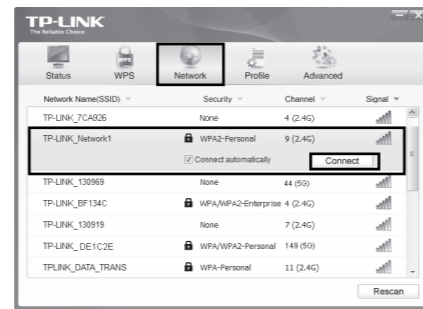 TP-LINK
The Reliable Choice
WPS
Status WPS Network Profile Advanced
Network Name(SSID) Security Channel Signal
TP-LINK_7CA926 None 4 (2.4G)
TP-LINK_Network1 WPA2-Personal 9 (2.4G)
Connect automatically Connect
TP-LINK_130969 None 44 (5G)
TP-LINK_BF134C WPA/WPA2-Enterprise 4 (2.4G)
TP-LINK_130919 None 7 (2.4G)
TP-LINK_DE1C2E WPA/WPA2-Personal 149 (5G)
TPLINK_DATA_TRANS WPA-Personal 11 (2.4G)
Rescan